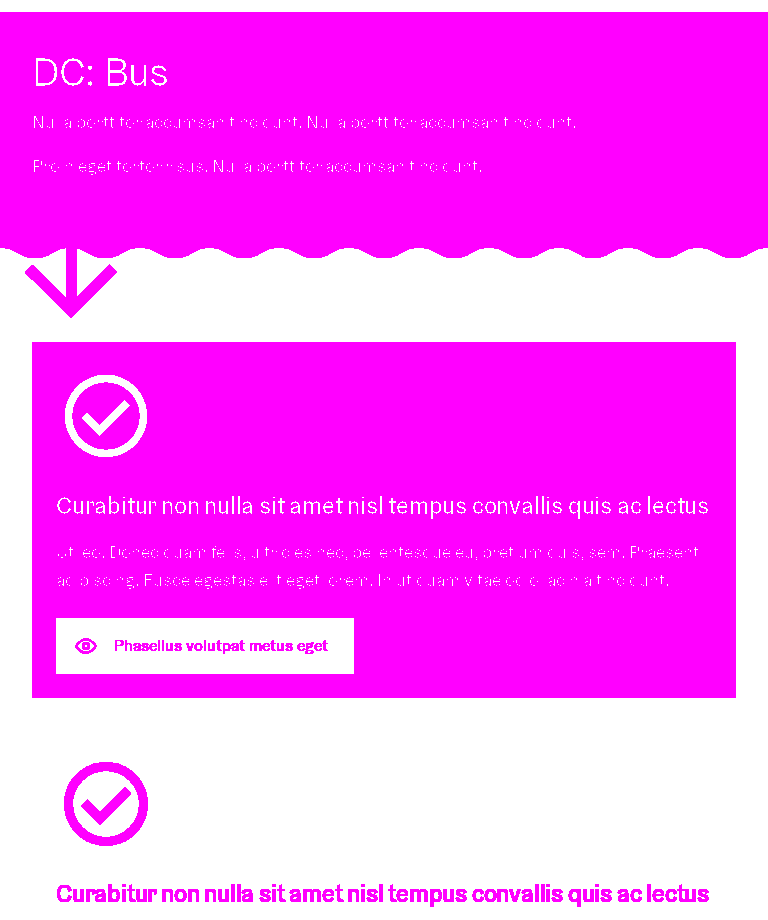 DC: Bus
Nulla porttitor accumsan tincidunt. Nulla porttitor accumsan tincidunt.
Proin eget tortor risus. Nulla porttitor accumsan tincidunt.
Curabitur non nulla sit amet nisl tempus convallis quis ac lectus
Ut leo. Donec quam felis, ultricies nec, pellentesque eu, pretium quis, sem. Praesent
adipiscing. Fusce egestas elit eget lorem. In ut quam vitae odio lacinia tincidunt.
Phasellus volutpat metus eget
Curabitur non nulla sit amet nisl tempus convallis quis ac lectus